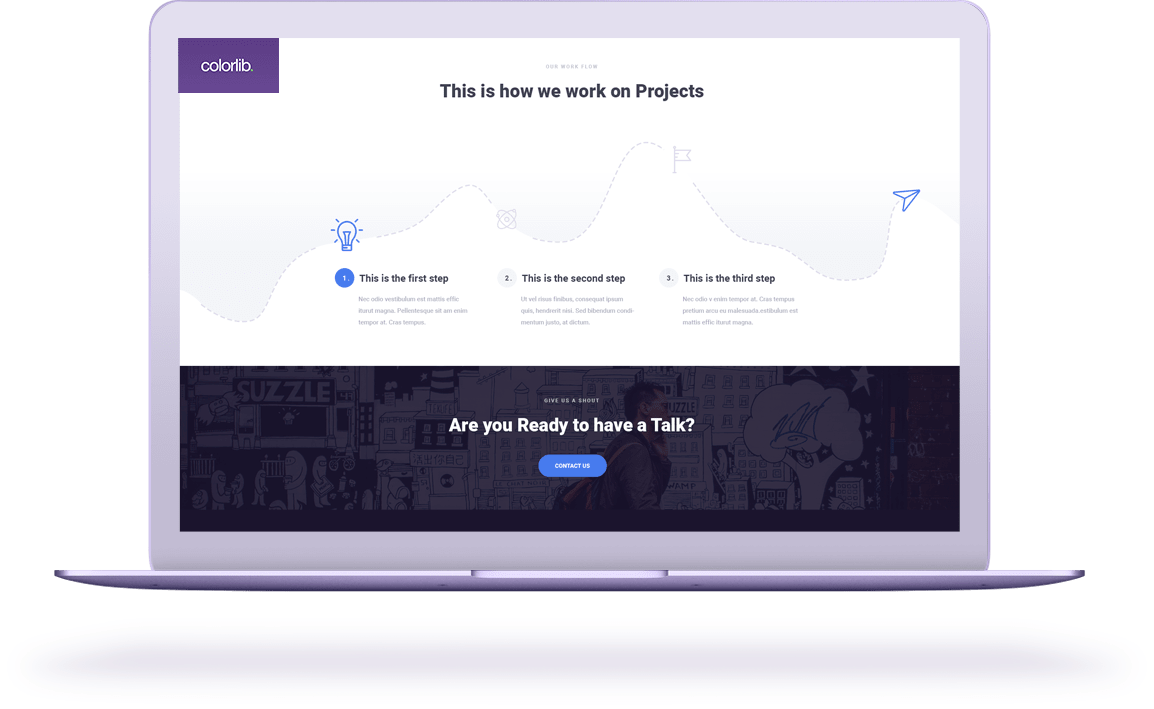 colorlib.
OUR WORK FLOW
This is how we work on Projects
1.
This is the first step
Nec odio vestibulum est mattis effic
iturut magna. Pellentesque sit am enim
tempor at. Cras tempus.
2.
This is the second step
Ut vel risus finibus, consequat ipsum
quis, hendrerit nisi. Sed bibendum condi-
mentum justo, at dictum.
3.
This is the third step
Nec odio v enim tempor at. Cras tempus
pretium arcu eu malesuada.estibulum est
mattis effic iturut magna.
SUZZLE
GIVE US A SHOUT
Are you Ready to have a Talk?
CONTACT US